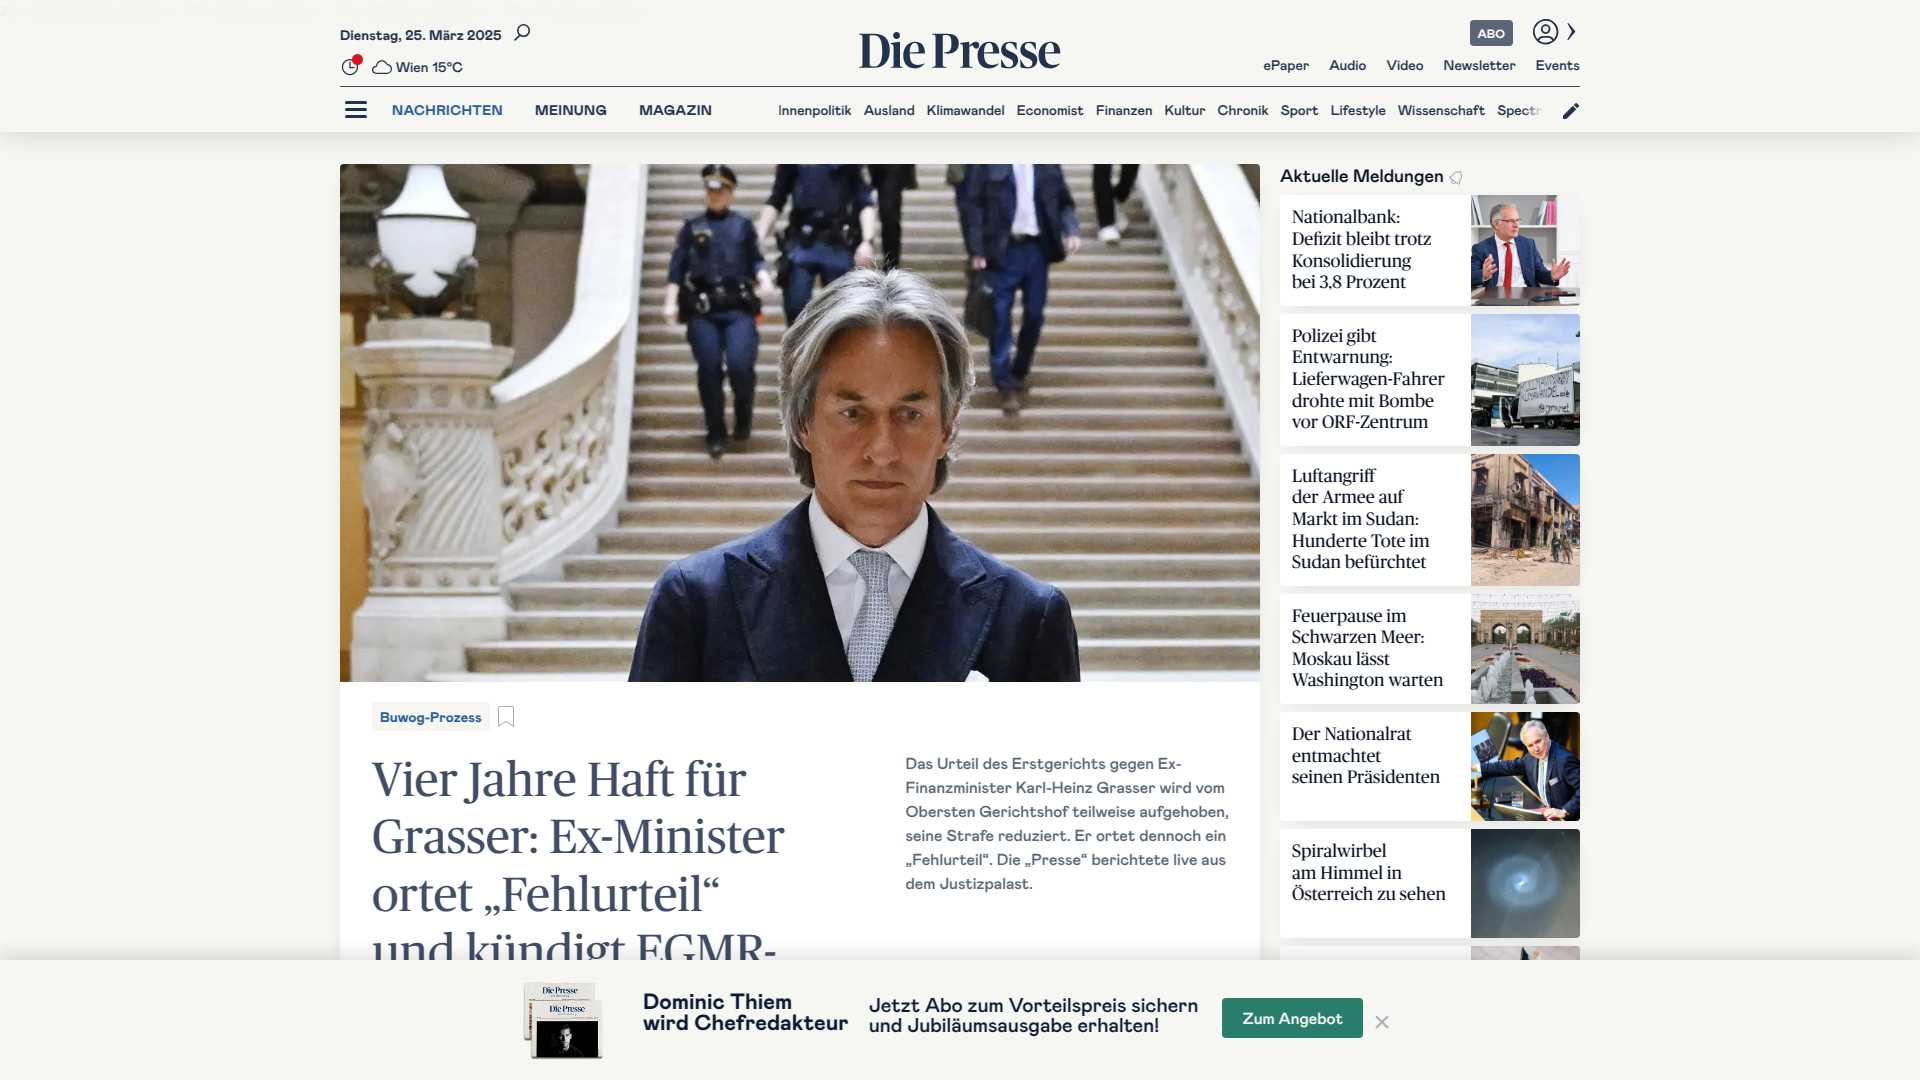 Dienstag, 25. März 2025
Wien 15°C
Die Presse
ABO
ePaper Audio Video Newsletter Events
NACHRICHTEN MEINUNG MAGAZIN Innenpolitik Ausland Klimawandel Economist Finanzen Kultur Chronik Sport Lifestyle Wissenschaft
Buwog-Prozess
Vier Jahre Haft für
Grasser: Ex-Minister
ortet „Fehlurteil“
und kündigt EGMR-
Das Urteil des Erstgerichts gegen Ex-
Finanzminister Karl-Heinz Grasser wird vom
Obersten Gerichtshof teilweise aufgehoben,
seine Strafe reduziert. Er ortet dennoch ein
„Fehlurteil“. Die „Presse“ berichtete live aus
dem Justizpalast.
Aktuelle Meldungen
Nationalbank:
Defizit bleibt trotz
Konsolidierung
bei 3,8 Prozent
Polizei gibt
Entwarnung:
Lieferwagen-Fahrer
drohte mit Bombe
vor ORF-Zentrum
Luftangriff
der Armee auf
Markt im Sudan:
Hunderte Tote im
Sudan befürchtet
Feuerpause im
Schwarzen Meer:
Moskau lässt
Washington warten
Der Nationalrat
entmachtet
seinen Präsidenten
Spiralwirbel
am Himmel in
Österreich zu sehen
Die Presse
Die Presse
Dominic Thiem
wird Chefredakteur
Jetzt Abo zum Vorteilspreis sichern
und Jubiläumsausgabe erhalten!
Zum Angebot